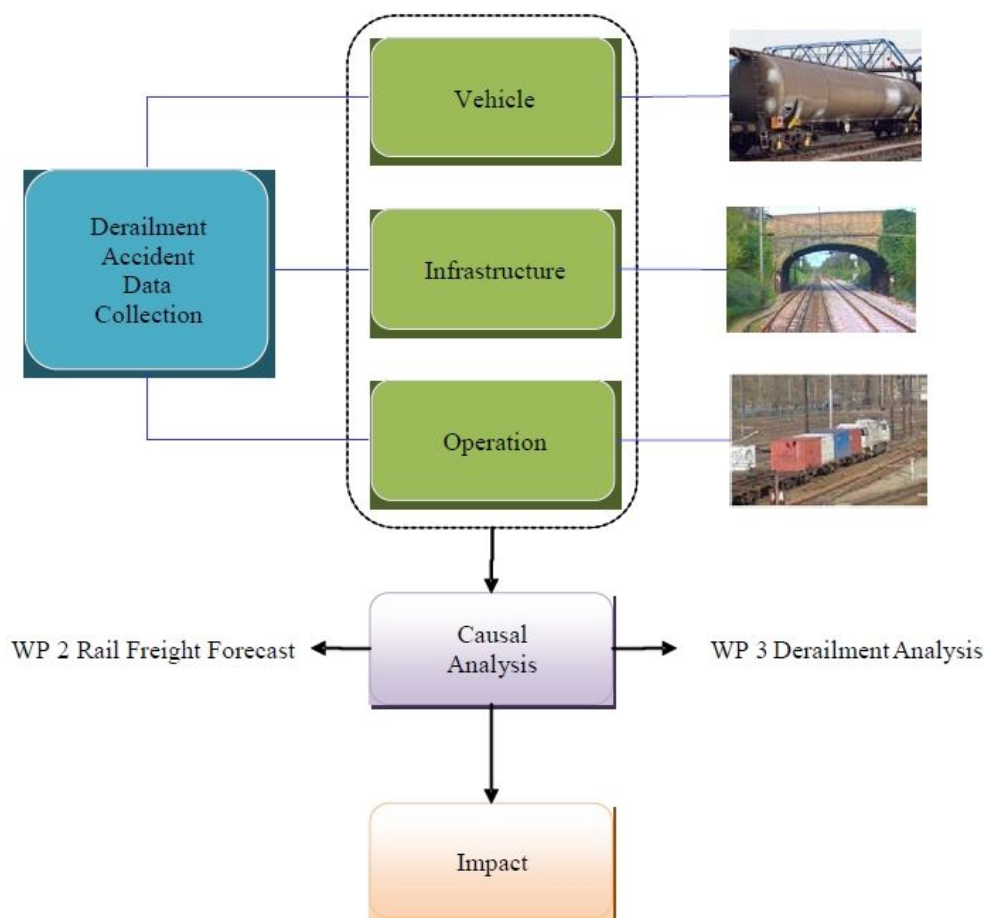 Vehicle
Derailment
Accident
Data
Collection
Infrastructure
Operation
Causal
Analysis
WP 2 Rail Freight Forecast
WP 3 Derailment Analysis
Impact